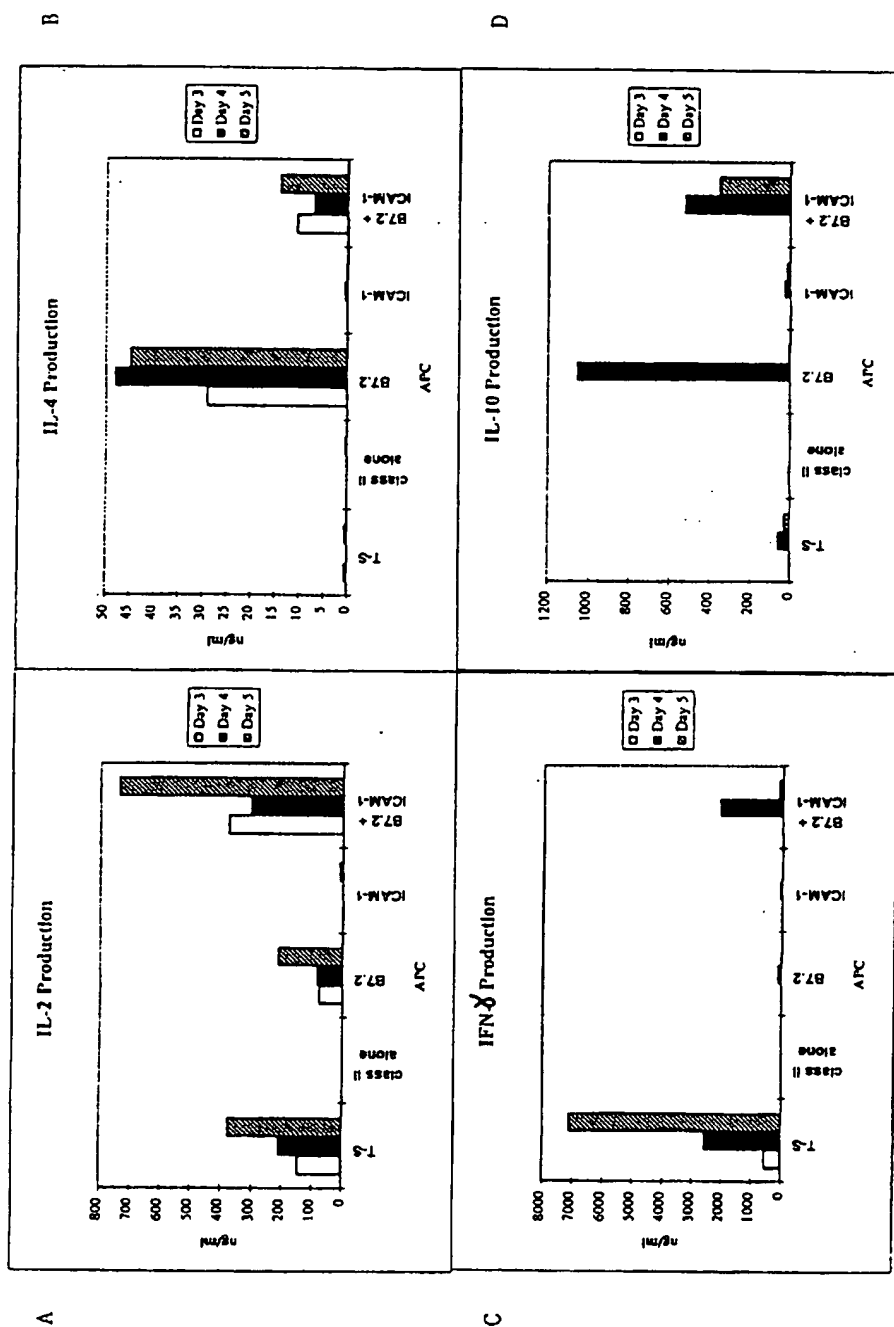 A
IL-2 Production
ng/ml
800
700
600
500
400
300
200
100
0
T-S
class II
alone
B7.2
ICAM-1
B7.2 +
ICAM-1
APC
Day 3
Day 4
Day 5
B
IL-4 Production
ng/ml
50
45
40
35
30
25
20
15
10
5
0
T-S
class II
alone
B7.2
ICAM-1
B7.2 +
ICAM-1
APC
Day 3
Day 4
Day 5
C
IFN-γ Production
ng/ml
8000
7000
6000
5000
4000
3000
2000
1000
0
T-S
class II
alone
B7.2
ICAM-1
B7.2 +
ICAM-1
APC
Day 3
Day 4
Day 5
D
IL-10 Production
ng/ml
1200
1000
800
600
400
200
0
T-S
class II
alone
B7.2
ICAM-1
B7.2 +
ICAM-1
APC
Day 3
Day 4
Day 5